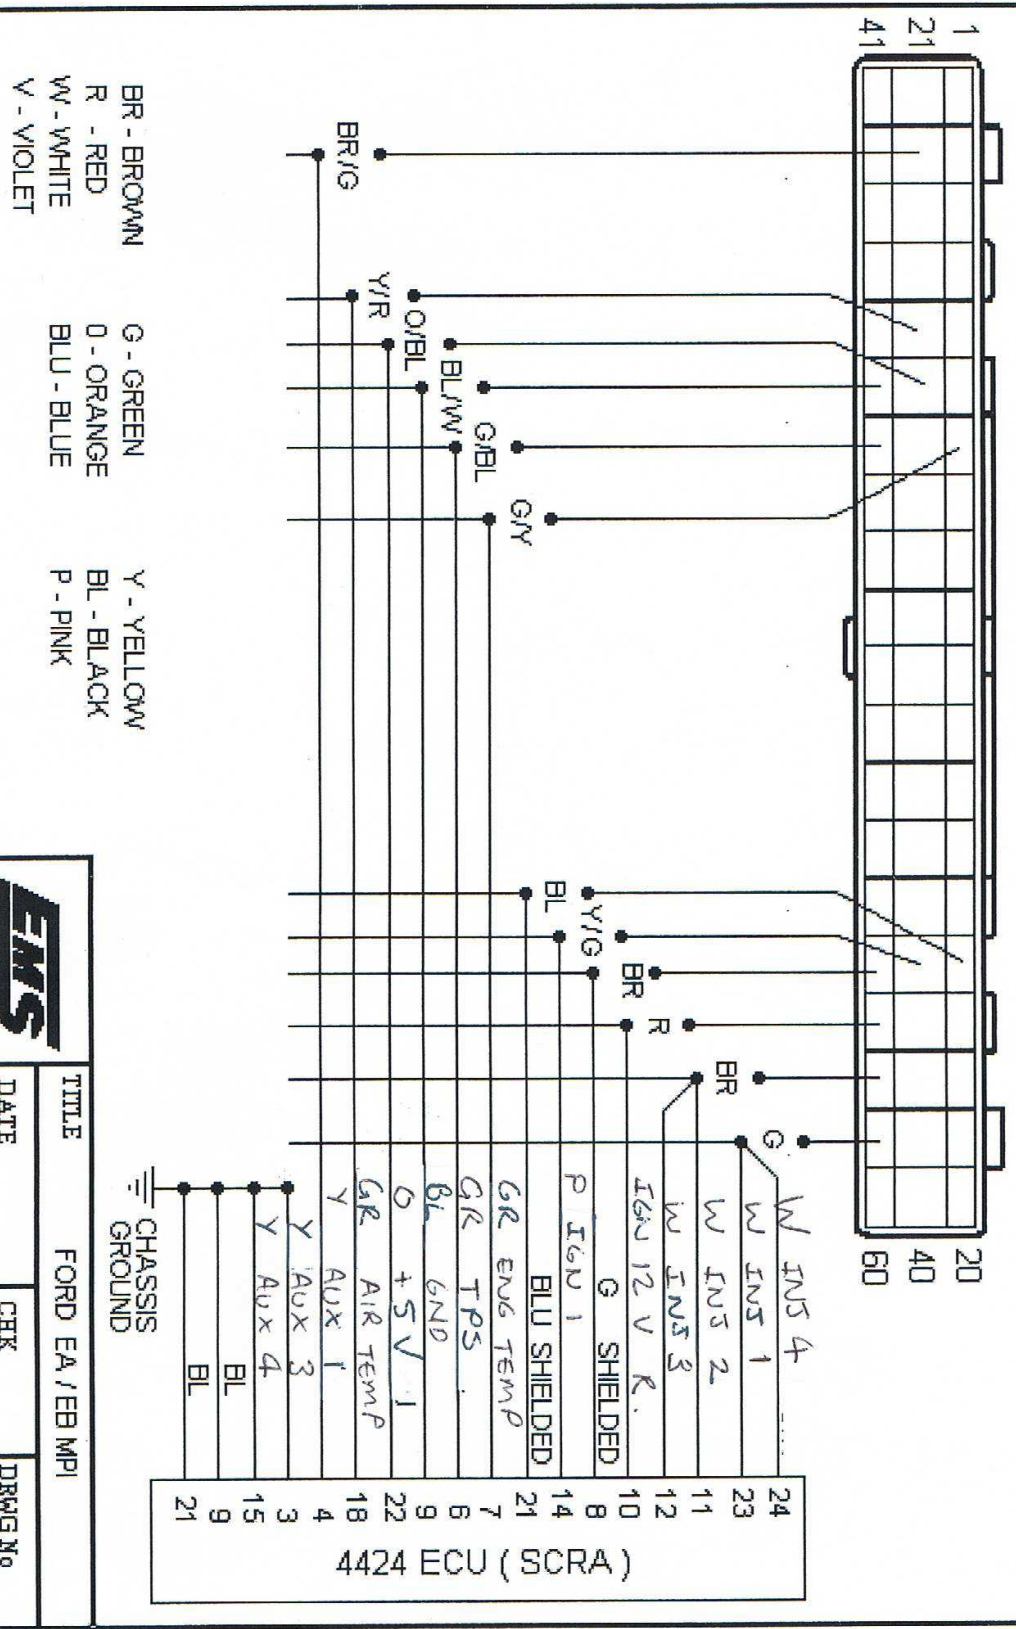 1
21
41
20
40
60
G
BR
R
BR
Y/G
BL
G/Y
G/BL
BL/W
O/BL
Y/R
BR/G
W INJ 4 24
W INJ 1 23
W INJ 2 11
W INJ 3 12
IGN 12 V R. 10
G SHIELDED 8
P IGN 1 14
BLU SHIELDED 21
GR ENG TEMP 7
GR TPS 6
BL GND 9
O +5V 22
GR AIR TEMP 18
Y AUX 1 4
Y AUX 3 3
Y AUX 4 15
BL 9
BL 21
4424 ECU ( SCRA )
CHASSIS
GROUND
BR - BROWN G - GREEN Y - YELLOW
R - RED O - ORANGE BL - BLACK
W - WHITE BLU - BLUE P - PINK
V - VIOLET
EMS
TITLE FORD EA / EB MPI
DATE CHK DRWG No